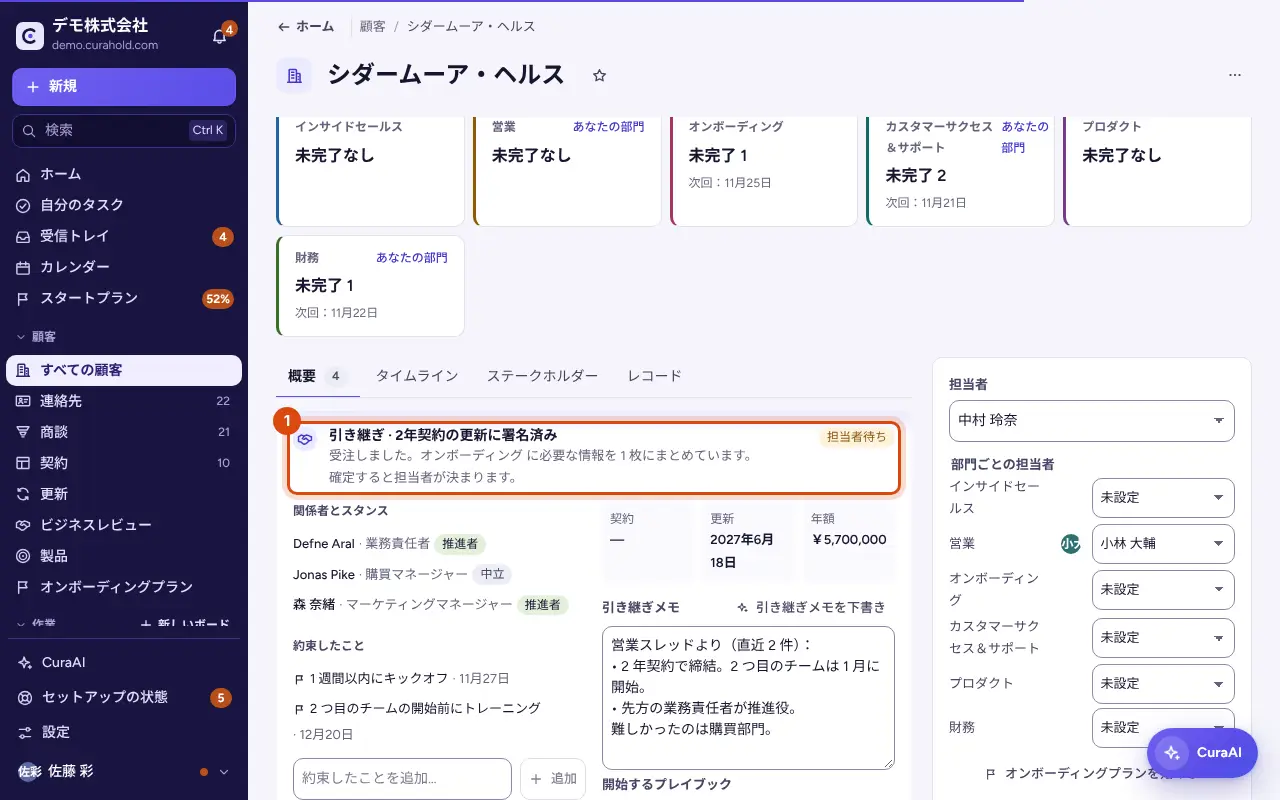 デモ株式会社
demo.curahold.com
4
新規
検索
Ctrl K
ホーム
自分のタスク
受信トレイ
4
カレンダー
スタートプラン
52%
顧客
すべての顧客
連絡先
22
商談
21
契約
10
更新
ビジネスレビュー
製品
オンボーディングプラン
作業
新しいボード
CuraAI
セットアップの状態
5
設定
佐彩
佐藤 彩
← ホーム
顧客 / シダームーア・ヘルス
シダームーア・ヘルス
インサイドセールス
未完了なし
営業
あなたの部門
未完了なし
オンボーディング
未完了 1
次回：11月25日
カスタマーサクセス
＆サポート
あなたの
部門
未完了 2
次回：11月21日
プロダクト
未完了なし
財務
あなたの部門
未完了 1
次回：11月22日
概要 4
タイムライン
ステークホルダー
レコード
1
引き継ぎ · 2年契約の更新に署名済み
担当者待ち
受注しました。オンボーディング に必要な情報を 1 枚にまとめています。
確定すると担当者が決まります。
関係者とスタンス
Defne Aral · 業務責任者 推進者
Jonas Pike · 購買マネージャー 中立
森 奈緒 · マーケティングマネージャー 推進者
約束したこと
1 週間以内にキックオフ · 11月27日
2 つ目のチームの開始前にトレーニング
· 12月20日
約束したことを追加...
追加
契約
—
更新
2027年6月
18日
年額
￥5,700,000
引き継ぎメモ
引き継ぎメモを下書き
営業スレッドより（直近 2 件）：
• 2 年契約で締結。2 つ目のチームは 1 月に
開始。
• 先方の業務責任者が推進役。
難しかったのは購買部門。
開始するプレイブック
担当者
中村 玲奈
部門ごとの担当者
インサイドセー
ルス
未設定
営業
小林 大輔
オンボーディン
グ
未設定
カスタマーサク
セス＆サポート
未設定
プロダクト
未設定
財務
未設定
オンボーディングプランを
CuraAI